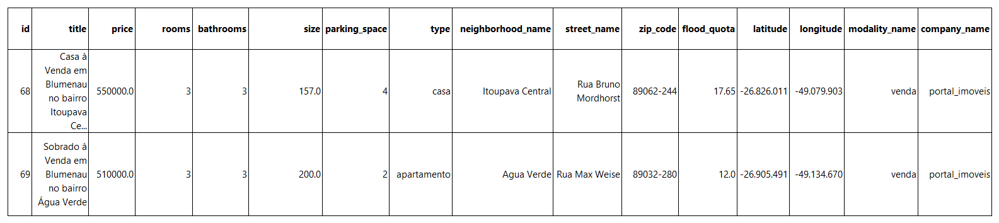 id title price rooms bathrooms size parking_space type neighborhood_name street_name zip_code flood_quota latitude longitude modality_name company_name
Casa à
Venda em
Blumenau
no bairro
Itoupava
Ce...
68 550000.0 3 3 157.0 4 casa Itoupava Central Rua Bruno
Mordhorst 89062-244 17.65 -26.826.011 -49.079.903 venda portal_imoveis
Sobrado à
Venda em
Blumenau
no bairro
Água Verde
69 510000.0 3 3 200.0 2 apartamento Agua Verde Rua Max Weise 89032-280 12.0 -26.905.491 -49.134.670 venda portal_imoveis